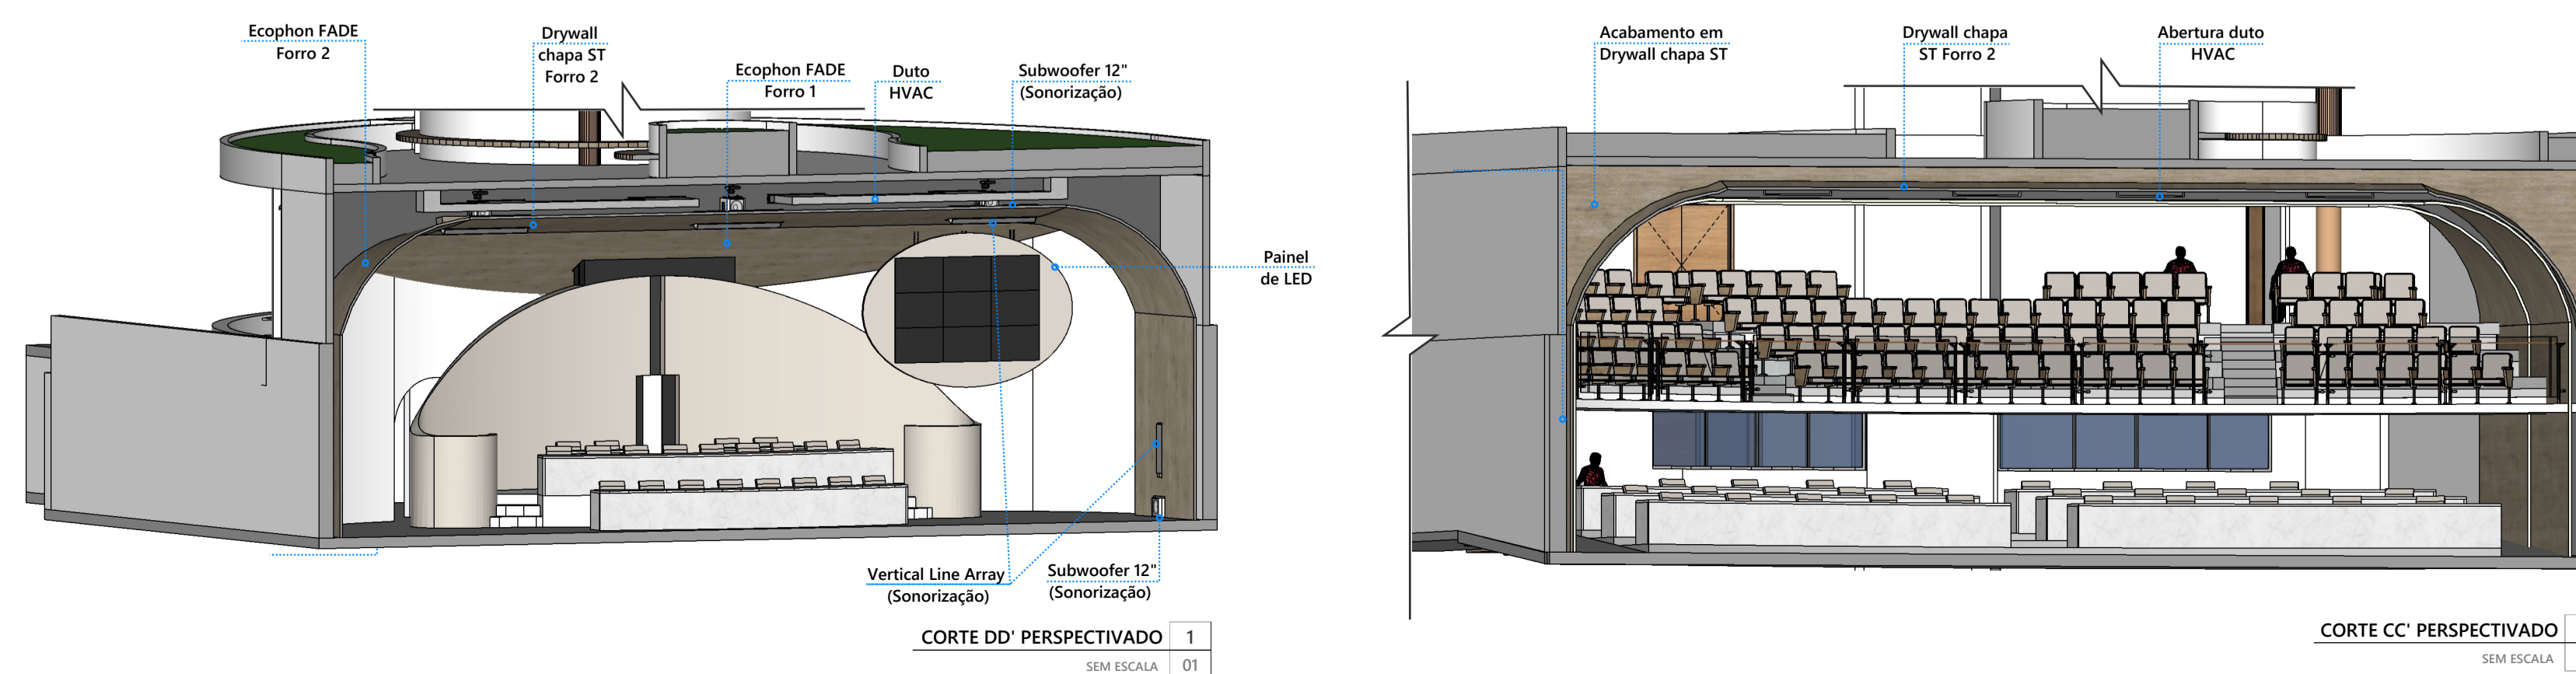 Ecophon FADE
Forro 2
Drywall
chapa ST
Forro 2
Ecophon FADE
Forro 1
Duto
HVAC
Subwoofer 12"
(Sonorização)
Painel
de LED
Vertical Line Array
(Sonorização)
Subwoofer 12"
(Sonorização)
CORTE DD' PERSPECTIVADO 1
SEM ESCALA 01
Acabamento em
Drywall chapa ST
Drywall chapa
ST Forro 2
Abertura duto
HVAC
CORTE CC' PERSPECTIVADO
SEM ESCALA